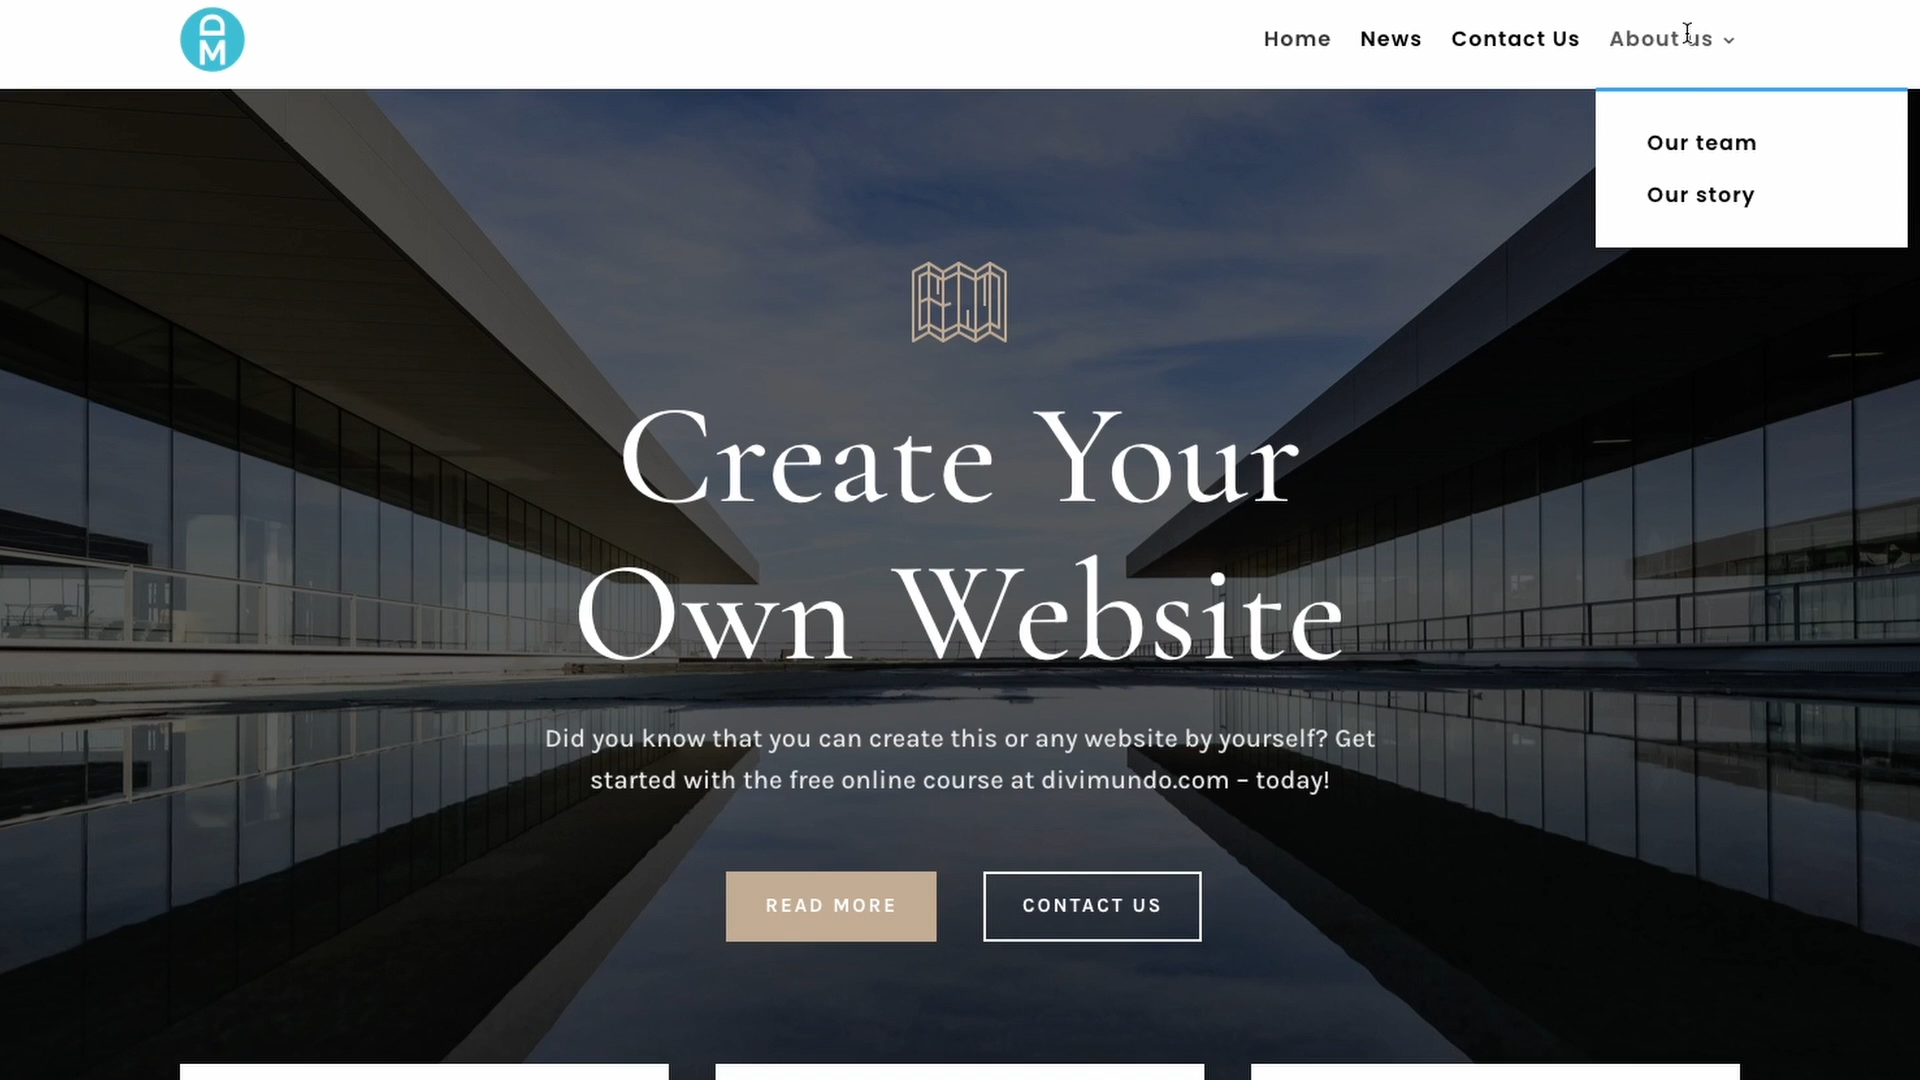 DM
Home News Contact Us About us
Our team
Our story
Create Your
Own Website
Did you know that you can create this or any website by yourself? Get
started with the free online course at divimundo.com – today!
READ MORE CONTACT US